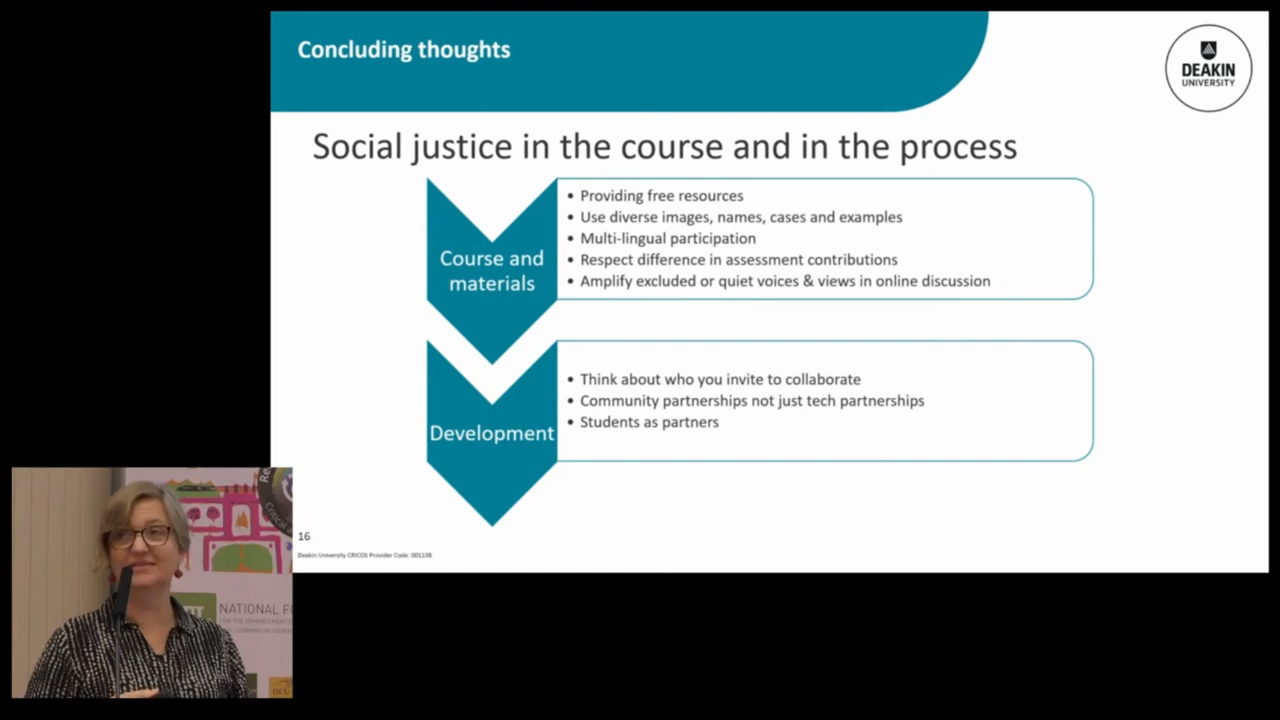 Concluding thoughts
DEAKIN
UNIVERSITY
Social justice in the course and in the process
Course and
materials
• Providing free resources
• Use diverse images, names, cases and examples
• Multi-lingual participation
• Respect difference in assessment contributions
• Amplify excluded or quiet voices & views in online discussion
Development
• Think about who you invite to collaborate
• Community partnerships not just tech partnerships
• Students as partners
16
Deakin University CRICOS Provider Code: 00113B
Critical
NATIONAL